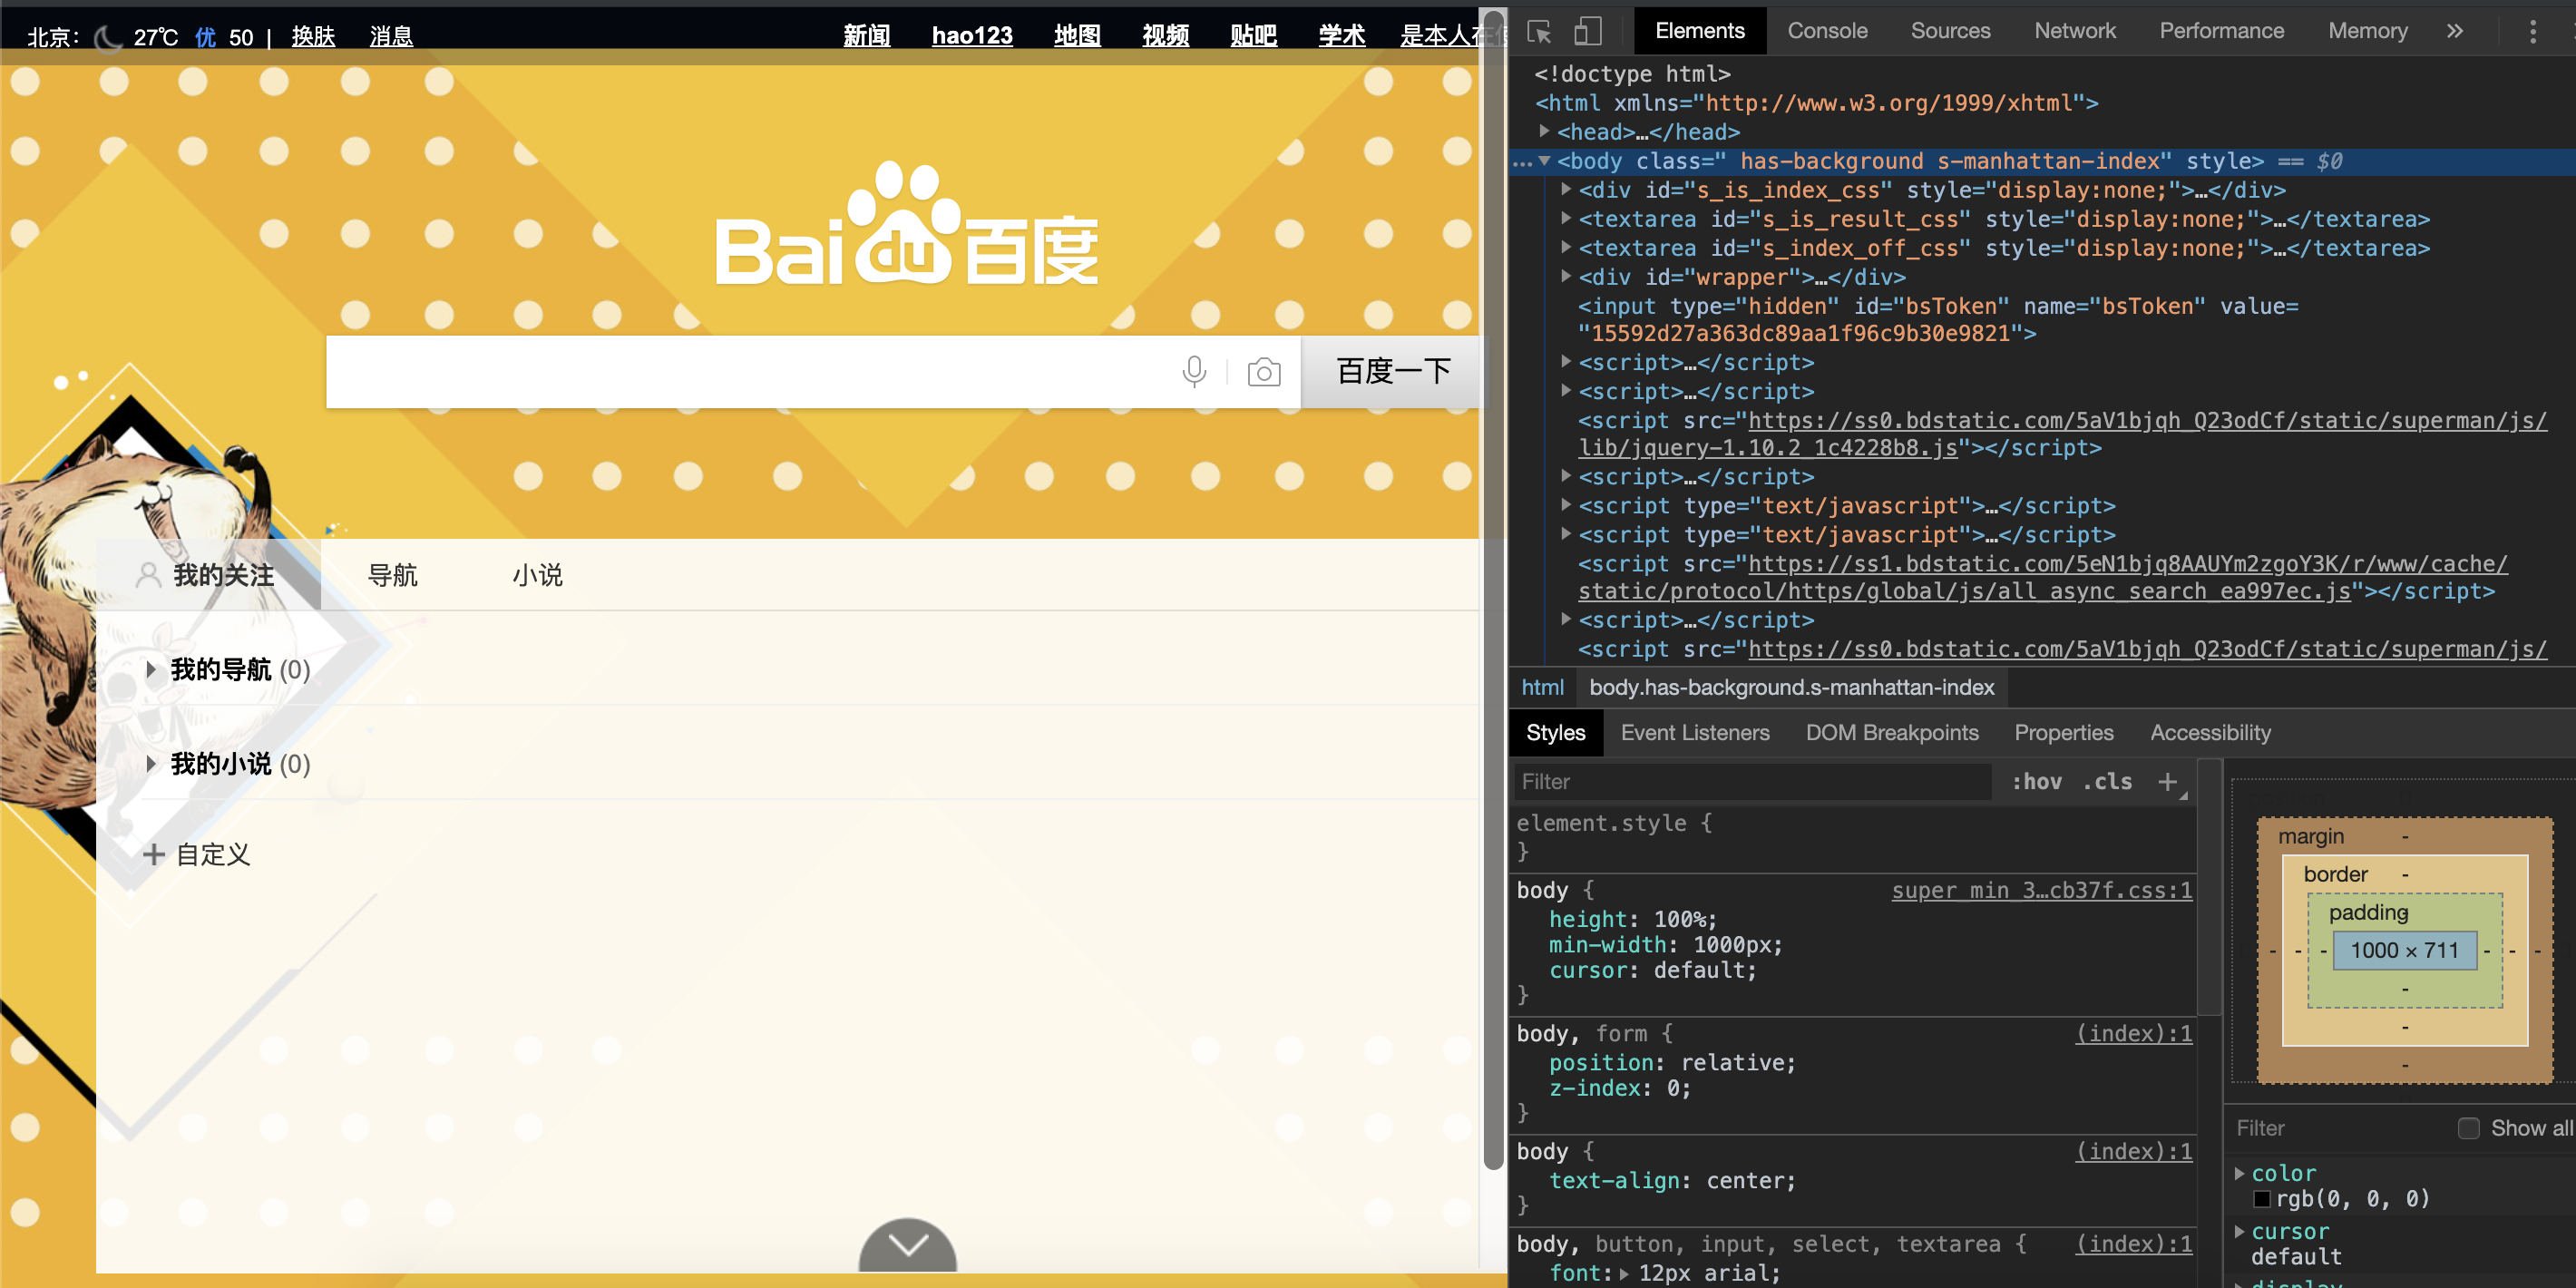 北京： 27℃ 优 50 | 换肤 消息 新闻 hao123 地图 视频 贴吧 学术
Baidu百度
百度一下
我的关注 导航 小说
我的导航 (0)
我的小说 (0)
自定义
Elements Console Sources Network Performance Memory »
<!doctype html>
<html xmlns="http://www.w3.org/1999/xhtml">
<head>…</head>
… <body class=" has-background s-manhattan-index" style> == $0
<div id="s_is_index_css" style="display:none;">…</div>
<textarea id="s_is_result_css" style="display:none;">…</textarea>
<textarea id="s_index_off_css" style="display:none;">…</textarea>
<div id="wrapper">…</div>
<input type="hidden" id="bsToken" name="bsToken" value=
"15592d27a363dc89aa1f96c9b30e9821">
<script>…</script>
<script>…</script>
<script src="https://ss0.bdstatic.com/5aV1bjqh_Q23odCf/static/superman/js/
lib/jquery-1.10.2_1c4228b8.js"></script>
<script>…</script>
<script type="text/javascript">…</script>
<script type="text/javascript">…</script>
<script src="https://ss1.bdstatic.com/5eN1bjq8AAUYm2zgoY3K/r/www/cache/
static/protocol/https/global/js/all_async_search_ea997ec.js"></script>
<script>…</script>
<script src="https://ss0.bdstatic.com/5aV1bjqh_Q23odCf/static/superman/js/
html body.has-background.s-manhattan-index
Styles Event Listeners DOM Breakpoints Properties Accessibility
Filter :hov .cls +
element.style {
}
body { super_min_3…cb37f.css:1
height: 100%;
min-width: 1000px;
cursor: default;
}
body, form { (index):1
position: relative;
z-index: 0;
}
body { (index):1
text-align: center;
}
body, button, input, select, textarea { (index):1
font: 12px arial;
margin -
border -
padding -
- - - 1000 × 711 - - -
-
-
-
Filter Show all
color
rgb(0, 0, 0)
cursor
default